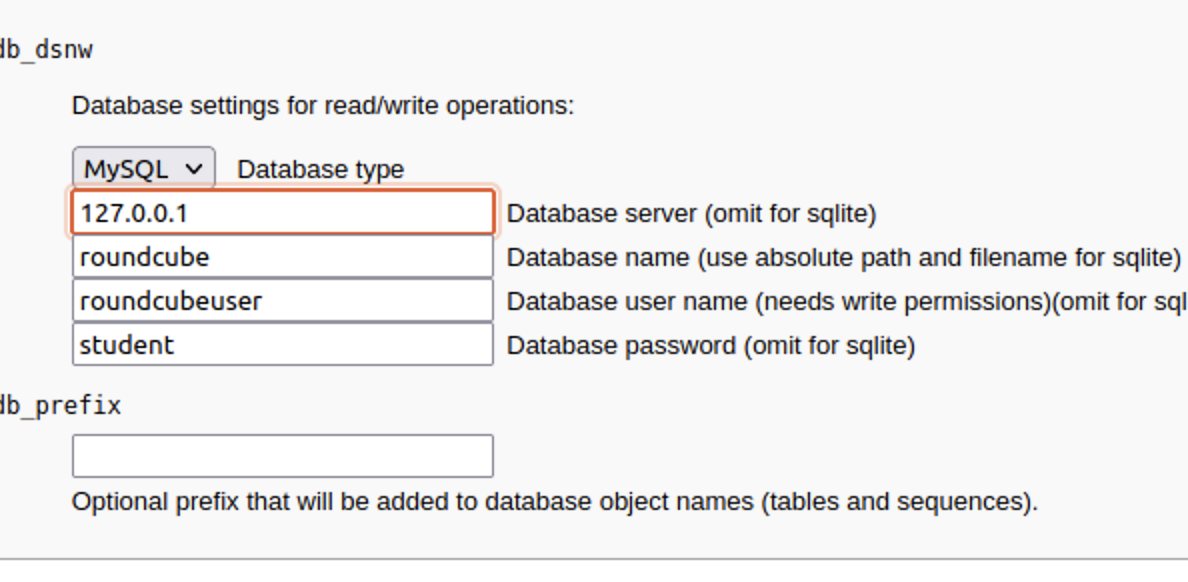 db_dsnw
Database settings for read/write operations:
MySQL Database type
127.0.0.1 Database server (omit for sqlite)
roundcube Database name (use absolute path and filename for sqlite)
roundcubeuser Database user name (needs write permissions)(omit for sql
student Database password (omit for sqlite)
db_prefix
Optional prefix that will be added to database object names (tables and sequences).